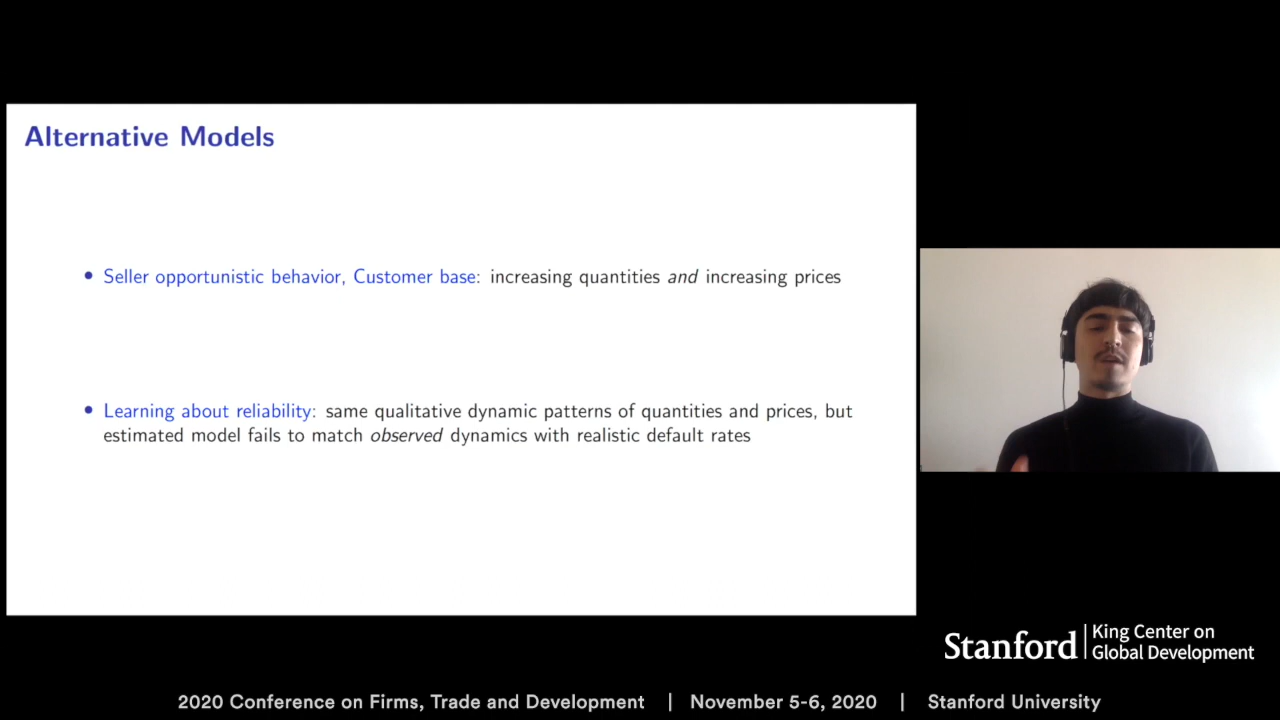 Alternative Models
• Seller opportunistic behavior, Customer base: increasing quantities and increasing prices
• Learning about reliability: same qualitative dynamic patterns of quantities and prices, but
estimated model fails to match observed dynamics with realistic default rates
Stanford | King Center on
Global Development
2020 Conference on Firms, Trade and Development | November 5-6, 2020 | Stanford University